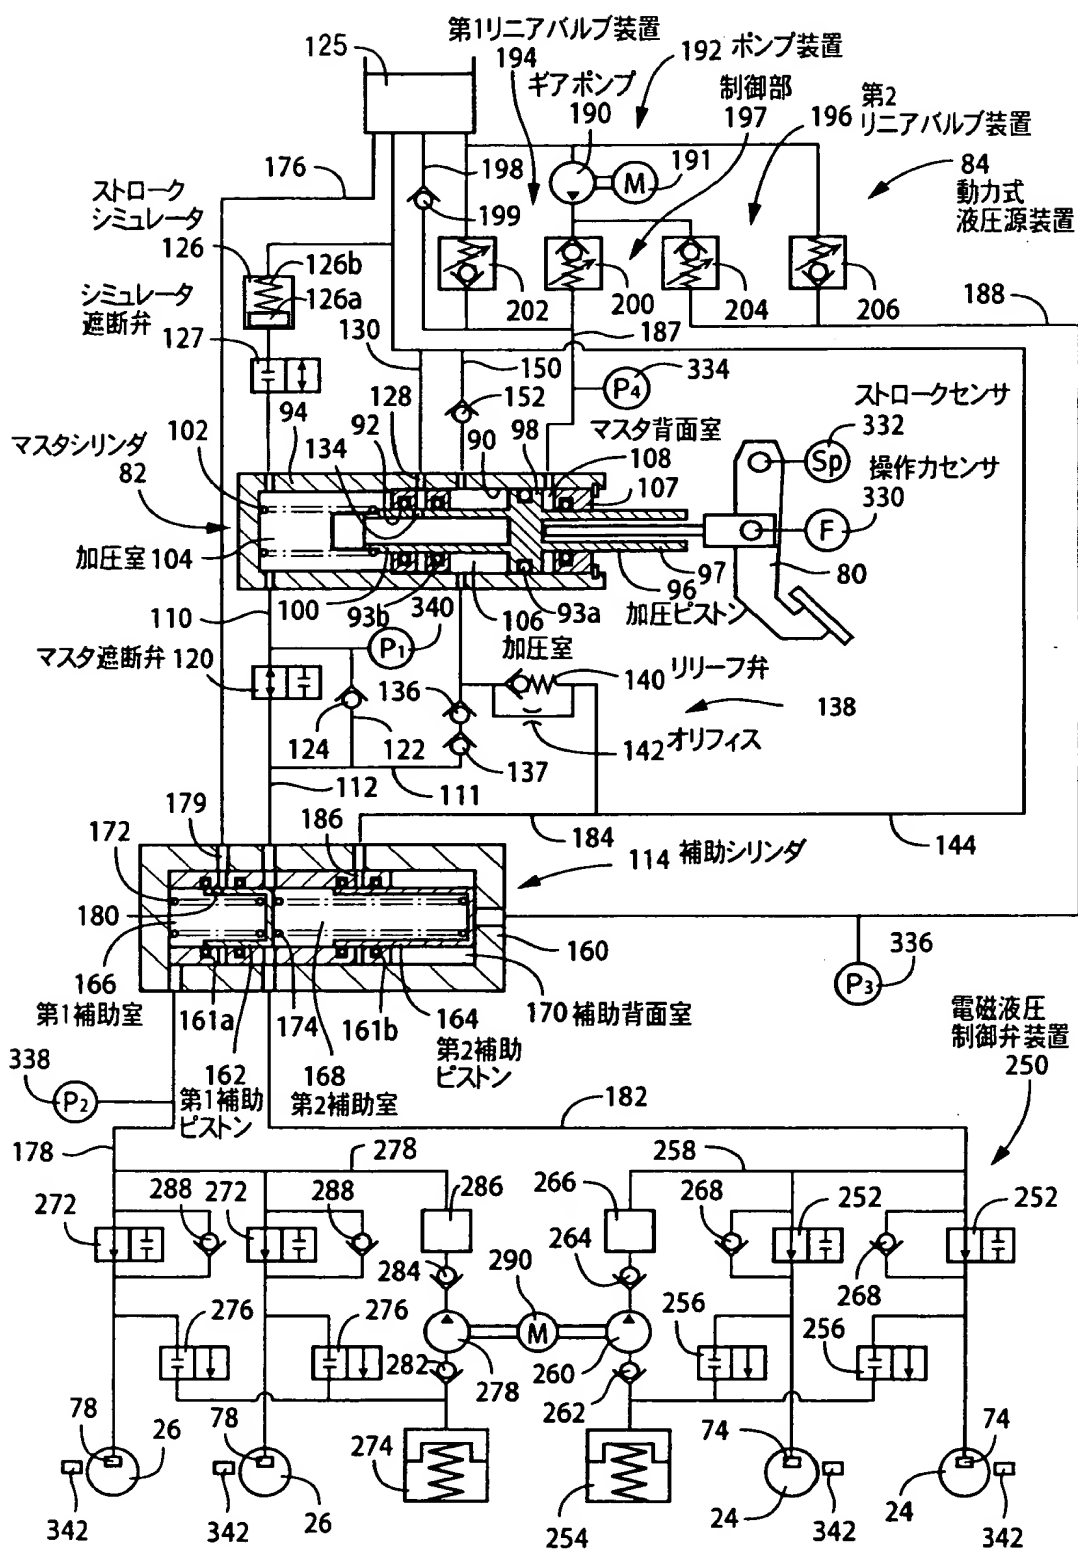 125
第1リニアバルブ装置
194
192 ポンプ装置
ギアポンプ
190
制御部
197
196 第2
リニアバルブ装置
84
動力式
液圧源装置
176
198
M
191
ストローク
シミュレータ
126
199
126b
126a
シミュレータ
遮断弁
127
202
200
204
206
188
187
130
150
P4
334
152
94
128
92
134
90
98
マスタ背面室
108
107
ストロークセンサ
332
Sp
操作力センサ
330
F
マスタシリンダ
82
102
加圧室 104
100
93b
340
106
加圧室
93a
96
97
加圧ピストン
80
110
P1
マスタ遮断弁 120
136
140 リリーフ弁
138
124
122
137
142 オリフィス
112
111
179
172
186
184
144
114 補助シリンダ
180
166
第1補助室
161a
174
161b
164
第2補助
ピストン
160
170 補助背面室
P3
336
162
第1補助
ピストン
168
第2補助室
電磁液圧
制御弁装置
250
338
P2
182
178
278
258
272
288
272
288
286
266
268
252
252
284
290
264
268
276
276
M
256
256
282
278
260
262
78
26
78
274
254
74
74
342
342
26
24
342
24
342